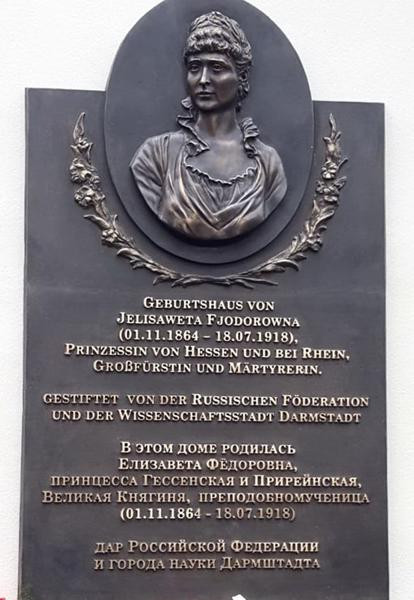 Geburtshaus von
Jelisaweta Fjodorowna
(01.11.1864 - 18.07.1918),
Prinzessin von Hessen und bei Rhein,
Großfürstin und Märtyrerin.
gestiftet von der Russischen Föderation
und der Wissenschaftsstadt Darmstadt
В этом доме родилась
Елизавета Фёдоровна,
принцесса Гессенская и Прирейнская,
Великая Княгиня, преподобномученица
(01.11.1864 - 18.07.1918)
дар Российской Федерации
и города науки Дармштадта